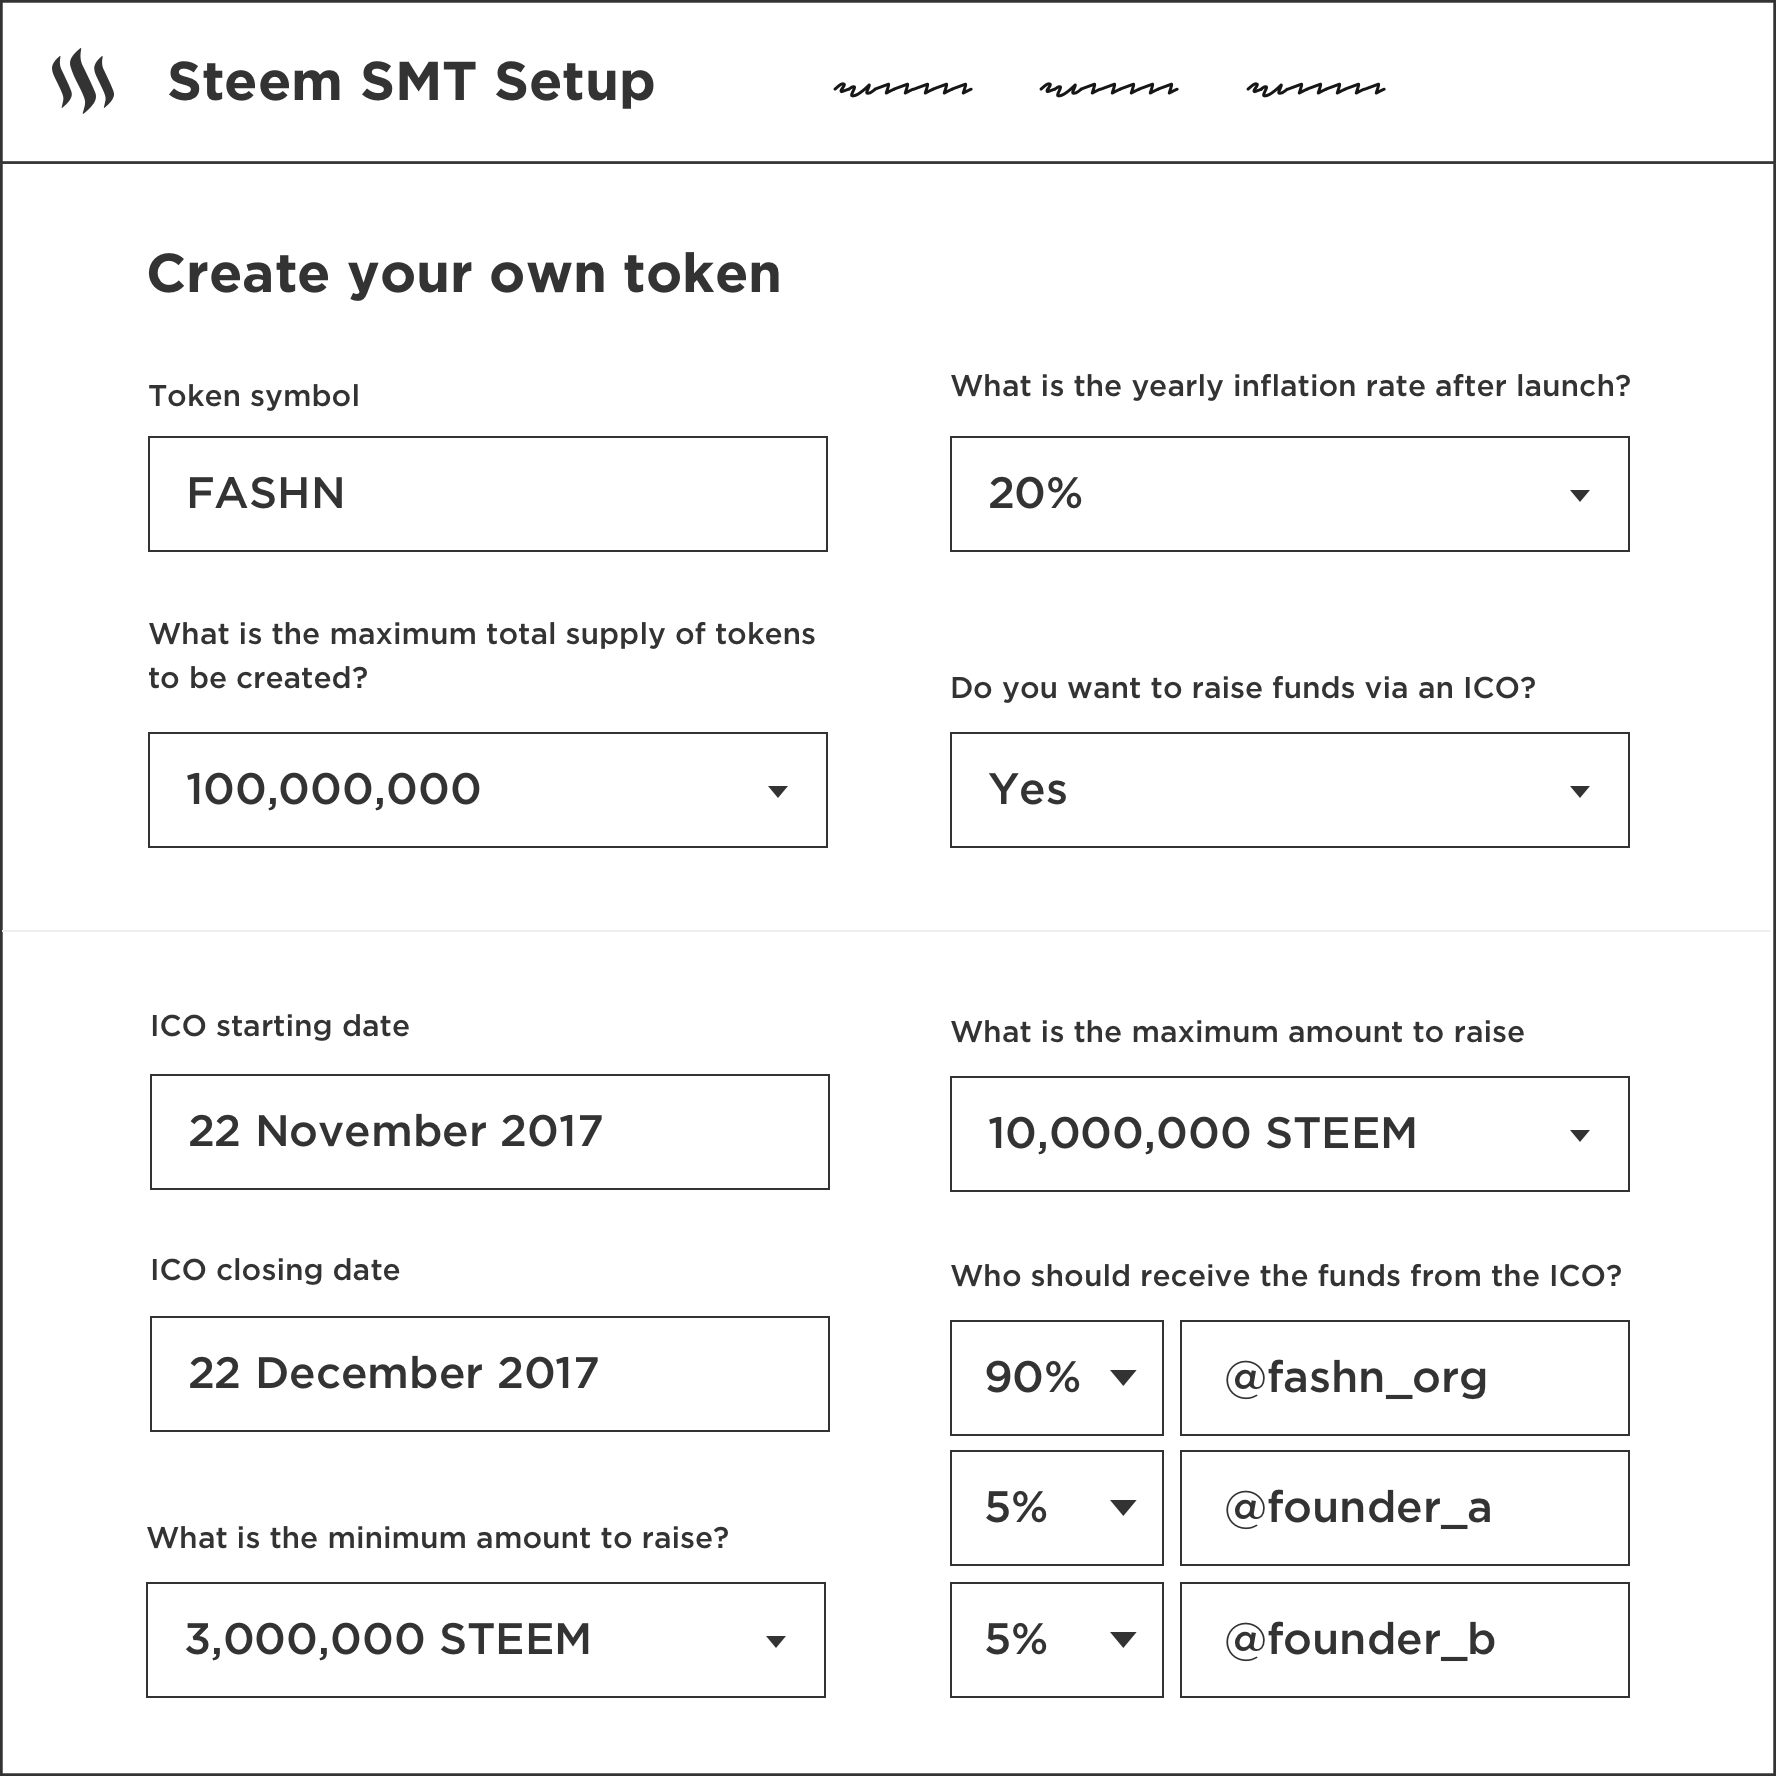 Steem SMT Setup
Create your own token
Token symbol
FASHN
What is the yearly inflation rate after launch?
20%
What is the maximum total supply of tokens
to be created?
100,000,000
Do you want to raise funds via an ICO?
Yes
ICO starting date
22 November 2017
What is the maximum amount to raise
10,000,000 STEEM
ICO closing date
22 December 2017
What is the minimum amount to raise?
3,000,000 STEEM
Who should receive the funds from the ICO?
90% @fashn_org
5% @founder_a
5% @founder_b